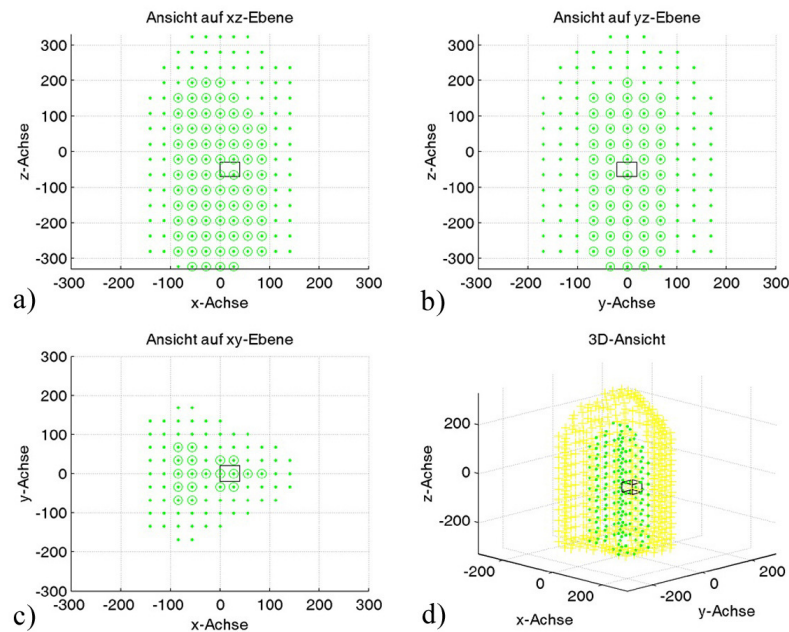 Ansicht auf xz-Ebene
300
200
100
0
-100
-200
-300
z-Achse
-300 -200 -100 0 100 200 300
x-Achse
a)
Ansicht auf yz-Ebene
300
200
100
0
-100
-200
-300
z-Achse
-300 -200 -100 0 100 200 300
y-Achse
b)
Ansicht auf xy-Ebene
300
200
100
0
-100
-200
-300
y-Achse
-300 -200 -100 0 100 200 300
x-Achse
c)
3D-Ansicht
200
0
-200
z-Achse
-200 0 200
x-Achse
-200 0 200
y-Achse
d)